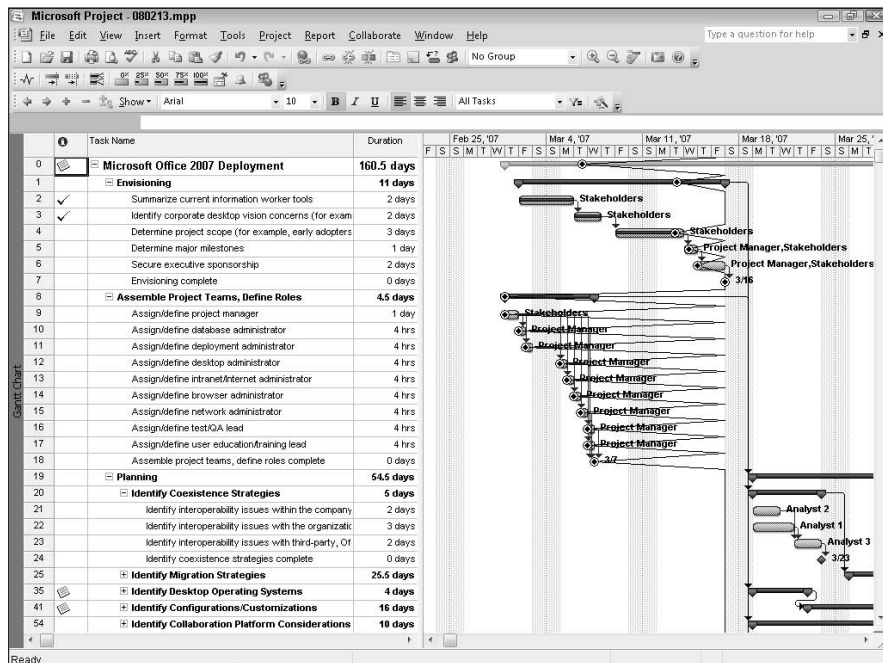 Microsoft Project - 080213.mpp
File Edit View Insert Format Tools Project Report Collaborate Window Help
Type a question for help
No Group
0% 25% 50% 75% 100%
Show Arial 10 B I U All Tasks
Task Name Duration
Feb 25, '07 Mar 4, '07 Mar 11, '07 Mar 18, '07 Mar 25, '
F S S M T W T F S S M T W T F S S M T W T F S S M T W T F S S M T
0 Microsoft Office 2007 Deployment 160.5 days
1 Envisioning 11 days
2 Summarize current information worker tools 2 days Stakeholders
3 Identify corporate desktop vision concerns (for exam 2 days Stakeholders
4 Determine project scope (for example, early adopters 3 days Stakeholders
5 Determine major milestones 1 day Project Manager,Stakeholders
6 Secure executive sponsorship 2 days Project Manager,Stakeholders
7 Envisioning complete 0 days 3/16
8 Assemble Project Teams, Define Roles 4.5 days
9 Assign/define project manager 1 day Stakeholders
10 Assign/define database administrator 4 hrs Project Manager
11 Assign/define deployment administrator 4 hrs Project Manager
12 Assign/define desktop administrator 4 hrs Project Manager
13 Assign/define intranet/Internet administrator 4 hrs Project Manager
14 Assign/define browser administrator 4 hrs Project Manager
15 Assign/define network administrator 4 hrs Project Manager
16 Assign/define test/QA lead 4 hrs Project Manager
17 Assign/define user education/training lead 4 hrs Project Manager
18 Assemble project teams, define roles complete 0 days 3/7
19 Planning 54.5 days
20 Identify Coexistence Strategies 5 days
21 Identify interoperability issues within the company 2 days Analyst 2
22 Identify interoperability issues with the organizatic 3 days Analyst 1
23 Identify interoperability issues with third-party, Of 2 days Analyst 3
24 Identify coexistence strategies complete 0 days 3/23
25 Identify Migration Strategies 25.5 days
35 Identify Desktop Operating Systems 4 days
41 Identify Configurations/Customizations 16 days
54 Identify Collaboration Platform Considerations 10 days
Gantt Chart
Ready